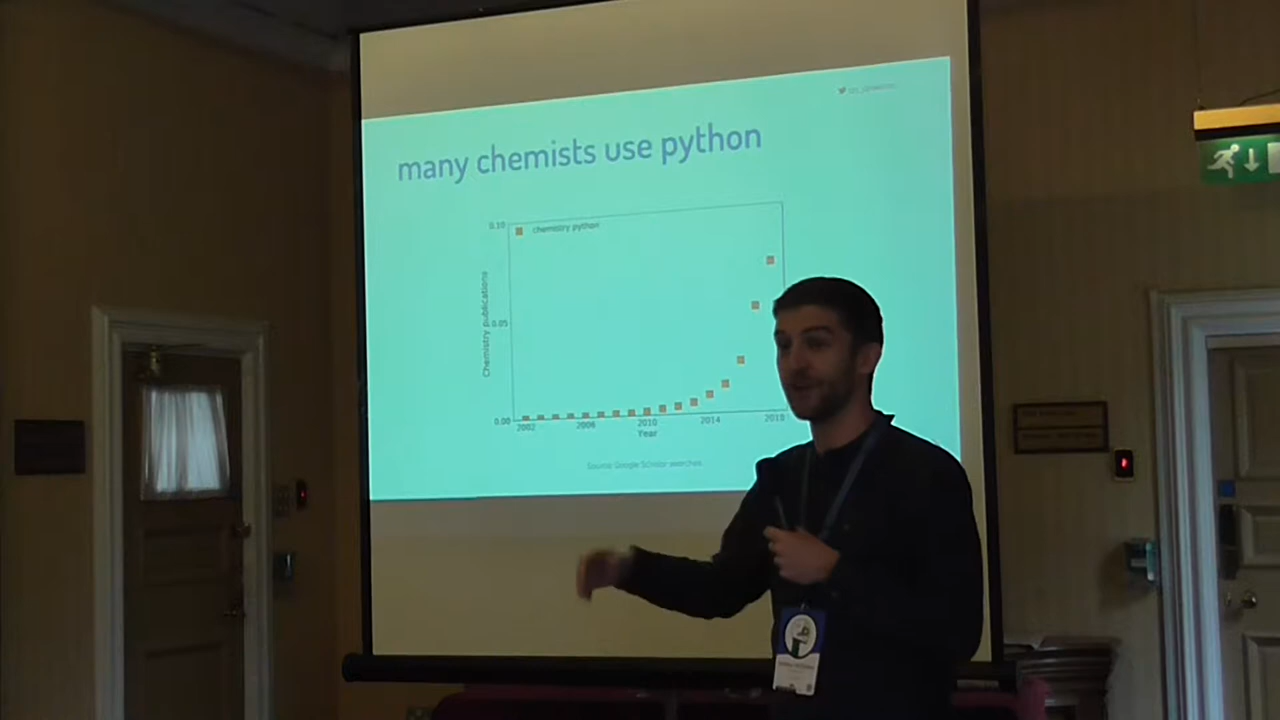 many chemists use python
0.10
chemistry python
Chemistry publications
0.05
0.00
2002
2006
2010
2014
2018
Year
Source Google Scholar searches